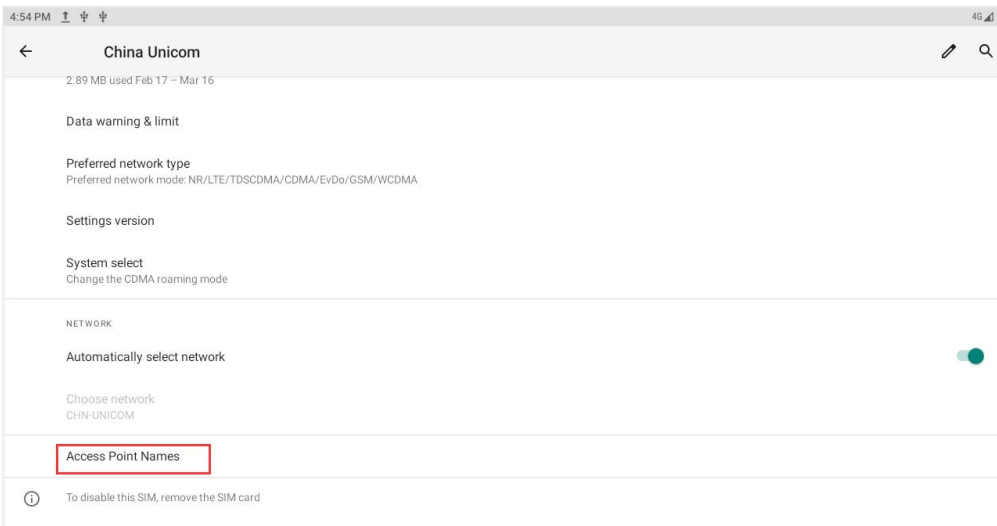 4:54 PM
4G
China Unicom
2.89 MB used Feb 17 – Mar 16
Data warning & limit
Preferred network type
Preferred network mode: NR/LTE/TDSCDMA/CDMA/EvDo/GSM/WCDMA
Settings version
System select
Change the CDMA roaming mode
NETWORK
Automatically select network
Choose network
CHN-UNICOM
Access Point Names
To disable this SIM, remove the SIM card